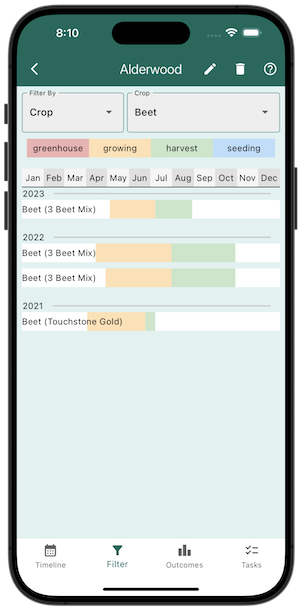 8:10
Alderwood
Filter By
Crop
Crop
Beet
greenhouse growing harvest seeding
Jan Feb Mar Apr May Jun Jul Aug Sep Oct Nov Dec
2023
Beet (3 Beet Mix)
2022
Beet (3 Beet Mix)
Beet (3 Beet Mix)
2021
Beet (Touchstone Gold)
Timeline Filter Outcomes Tasks